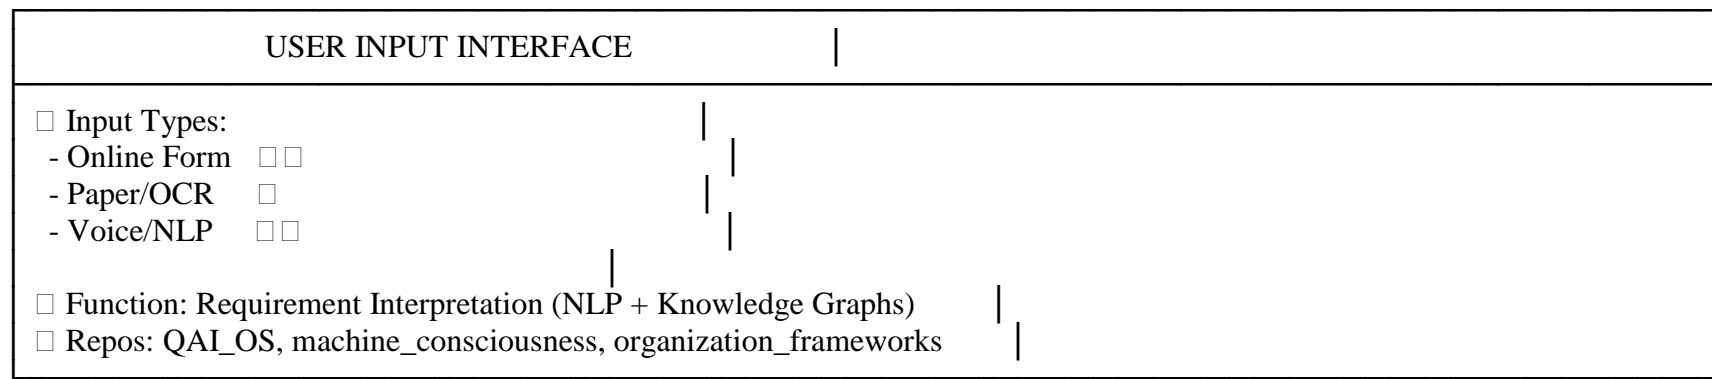 USER INPUT INTERFACE
□ Input Types:
- Online Form □□
- Paper/OCR □
- Voice/NLP □□
□ Function: Requirement Interpretation (NLP + Knowledge Graphs)
□ Repos: QAI_OS, machine_consciousness, organization_frameworks